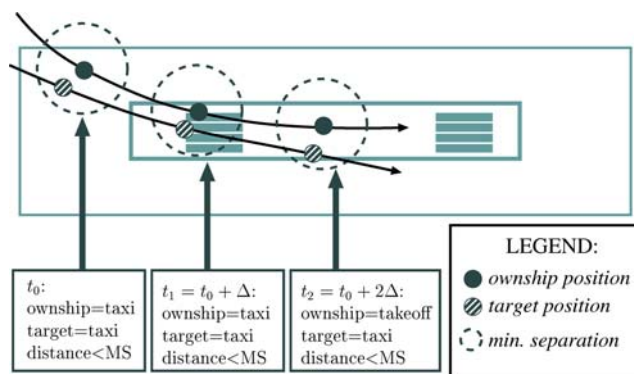 t₀:
ownship=taxi
target=taxi
distance<MS
t₁ = t₀ + Δ:
ownship=taxi
target=taxi
distance<MS
t₂ = t₀ + 2Δ:
ownship=takeoff
target=taxi
distance<MS
LEGEND:
ownship position
target position
min. separation